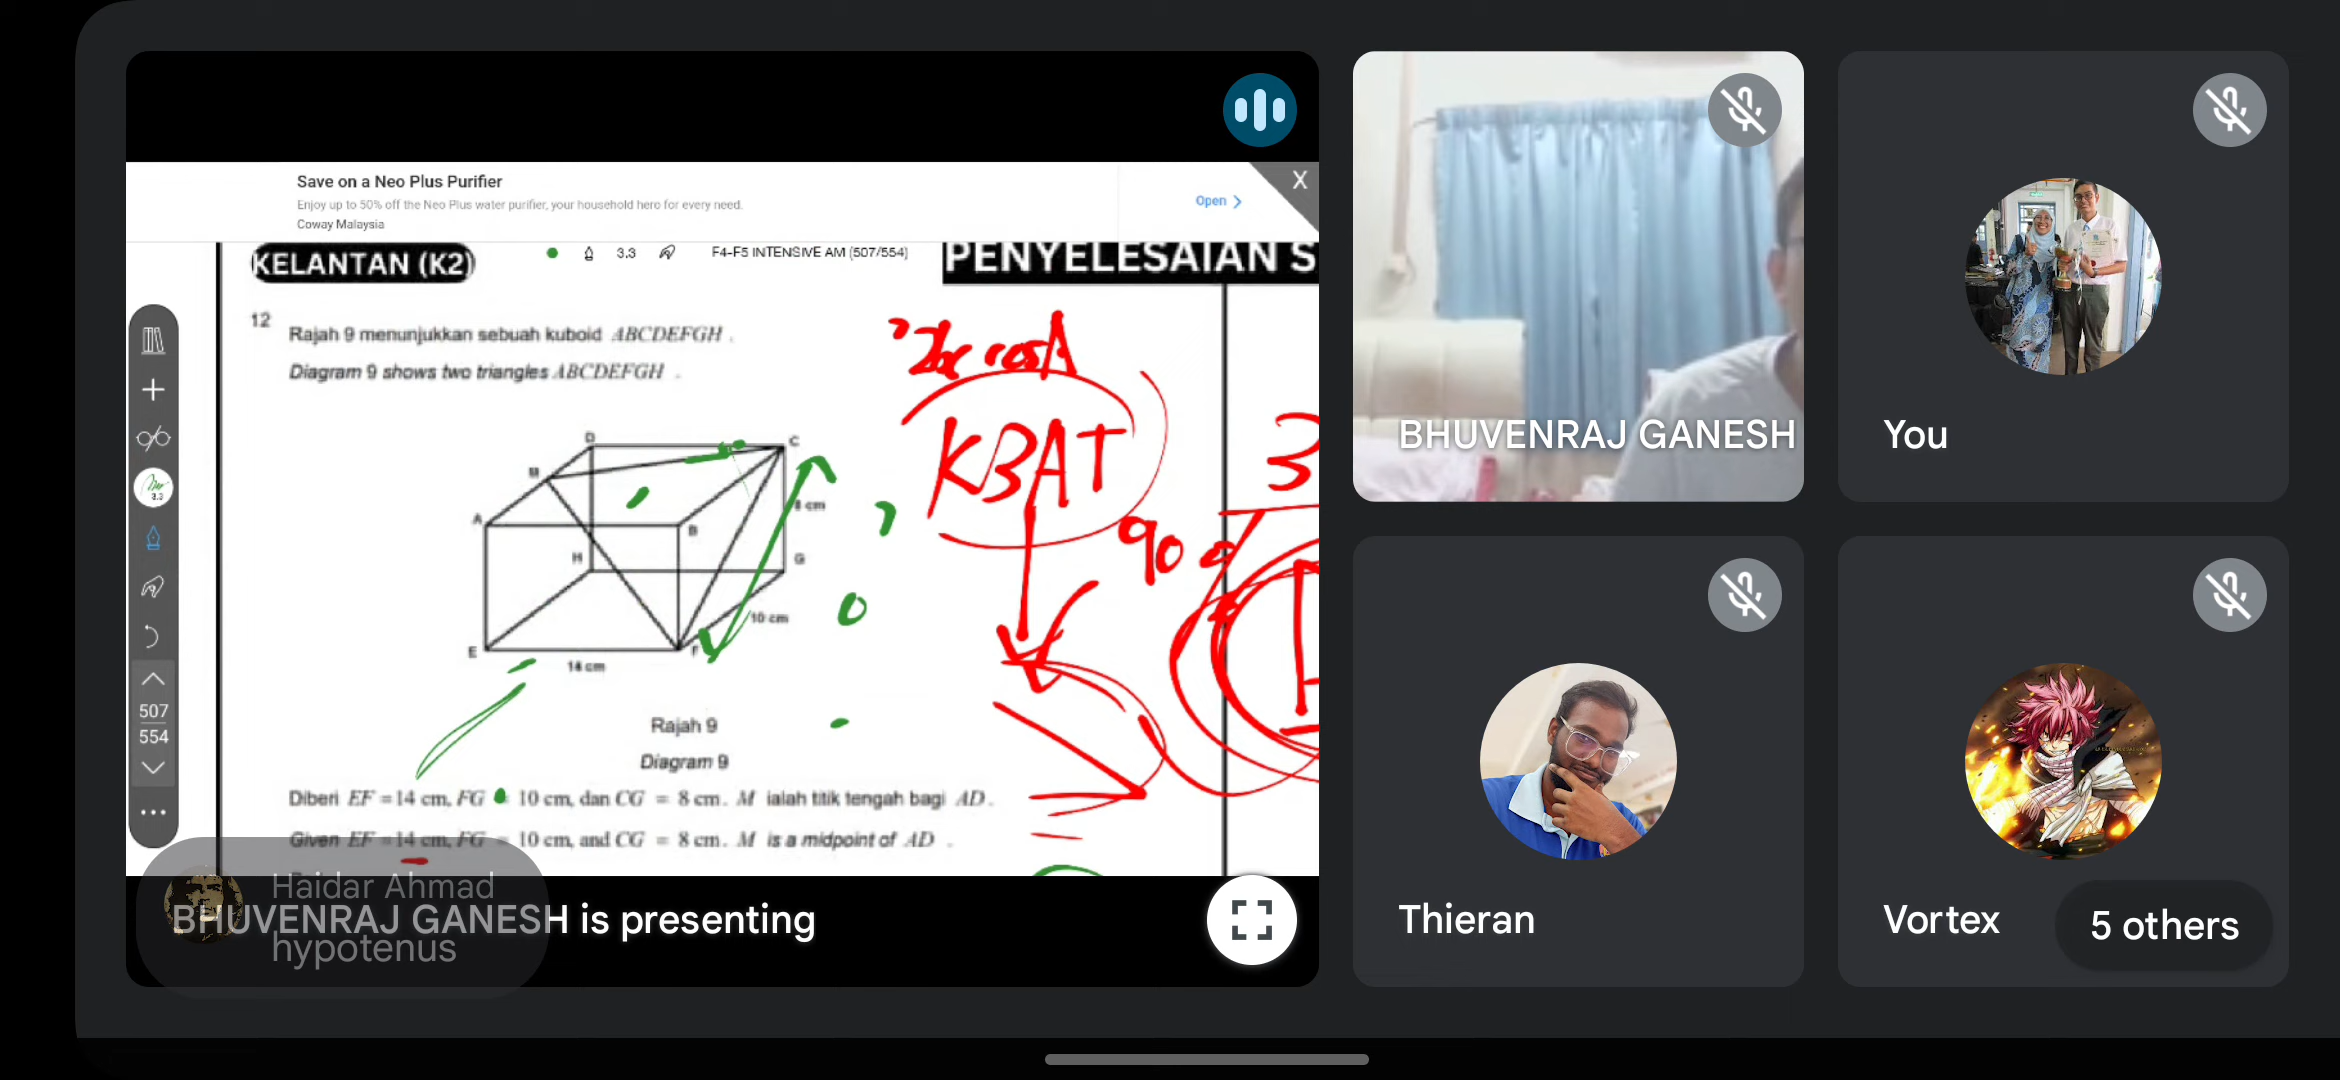 Save on a Neo Plus Purifier
Enjoy up to 50% off the Neo Plus water purifier, your household hero for every need.
Coway Malaysia
Open
X
KELANTAN (K2)
3.3
F4-F5 INTENSIVE AM (507/554)
PENYELESAIAN S
12
Rajah 9 menunjukkan sebuah kuboid ABCDEFGH .
Diagram 9 shows two triangles ABCDEFGH .
KBAT
90
3
D
C
M
A
B
8 cm
H
G
10 cm
E
F
14 cm
Rajah 9
Diagram 9
Diberi EF = 14 cm, FG 10 cm, dan CG = 8 cm. M ialah titik tengah bagi AD .
Given EF = 14 cm, FG = 10 cm, and CG = 8 cm. M is a midpoint of AD .
3.3
507
554
Haidar Ahmad
hypotenus
BHUVENRAJ GANESH is presenting
BHUVENRAJ GANESH
You
Thieran
Vortex
5 others